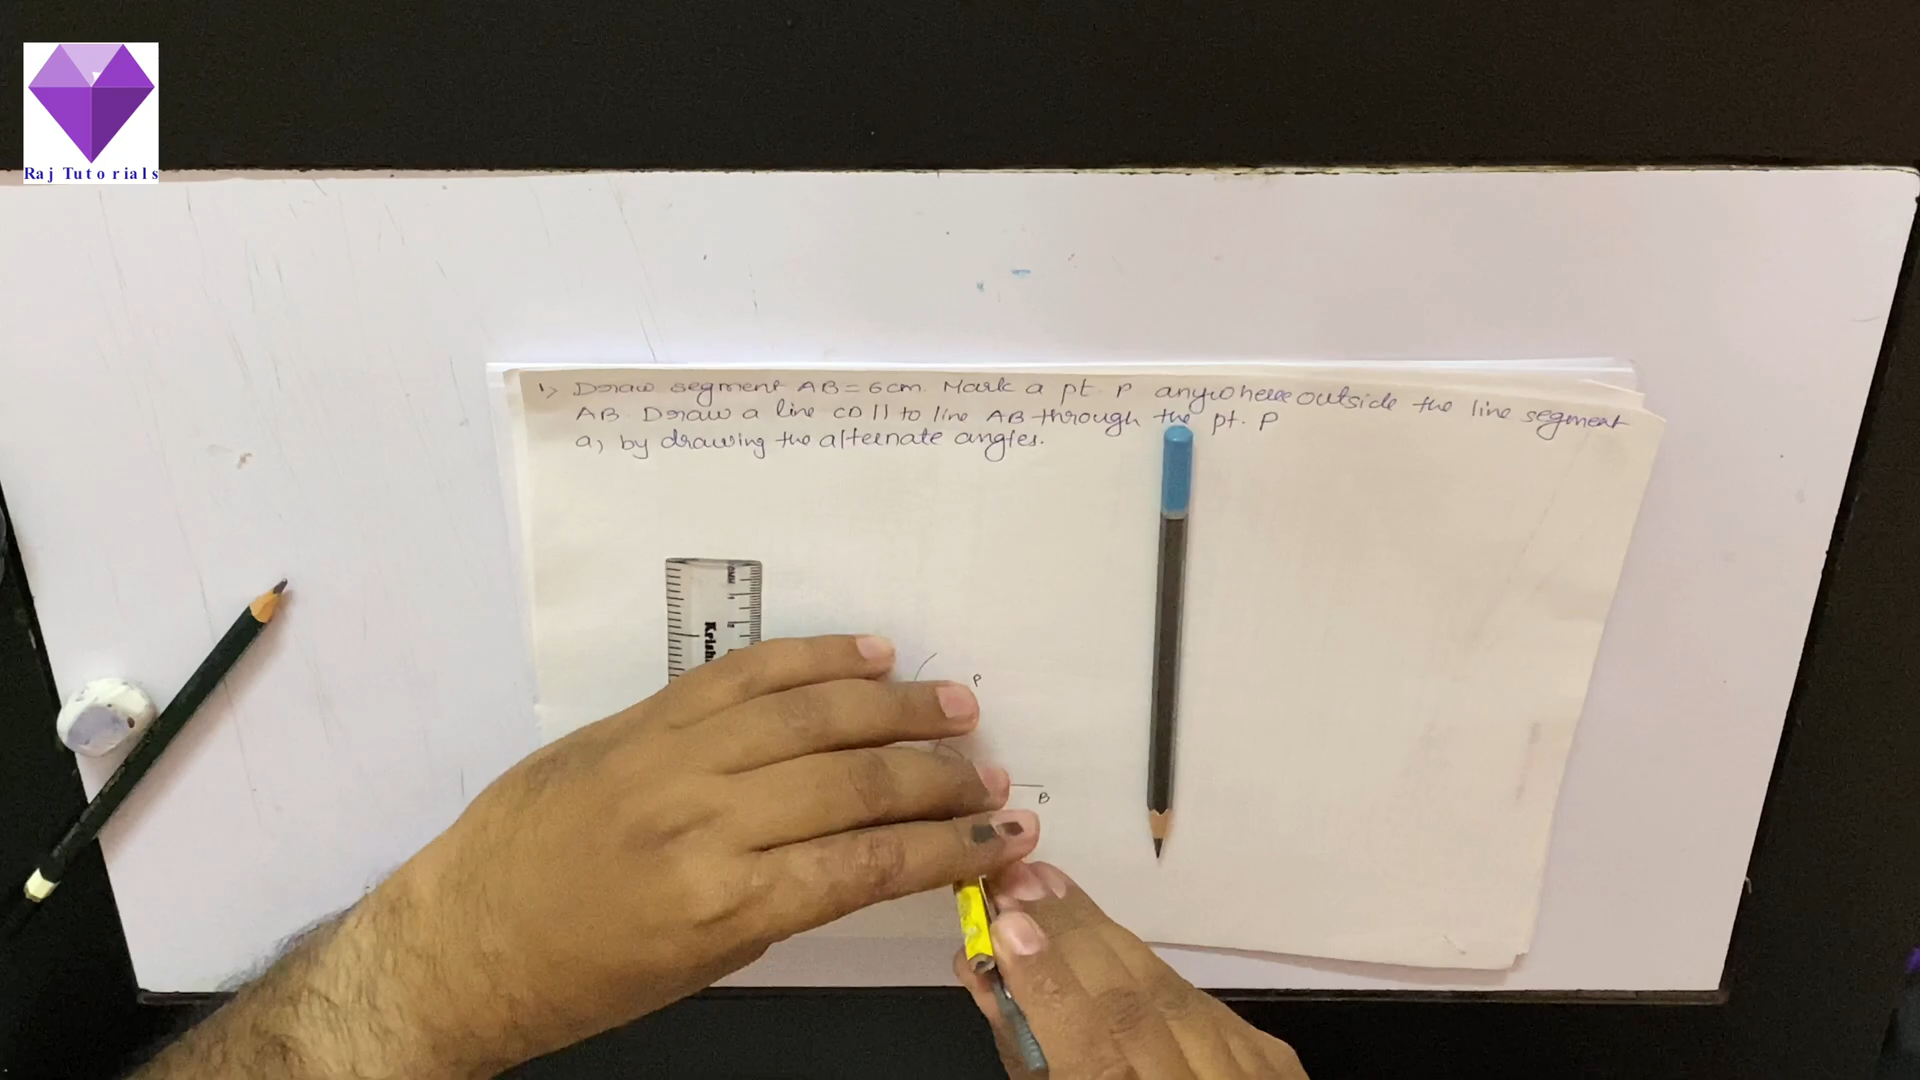 Raj Tutorials
1) Draw segment AB = 6cm. Mark a pt. P anywhere outside the line segment
AB. Draw a line CD || to line AB through the pt. P
a) by drawing the alternate angles.
P
B